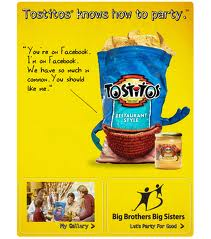 "Tostitos® knows how to party."
"You're on Facebook.
I'm on Facebook.
We have so much in
common. You should
like me."
TOSTITOS
RESTAURANT
STYLE
Big Brothers Big Sisters
My Gallery >
Let's Party For Good >